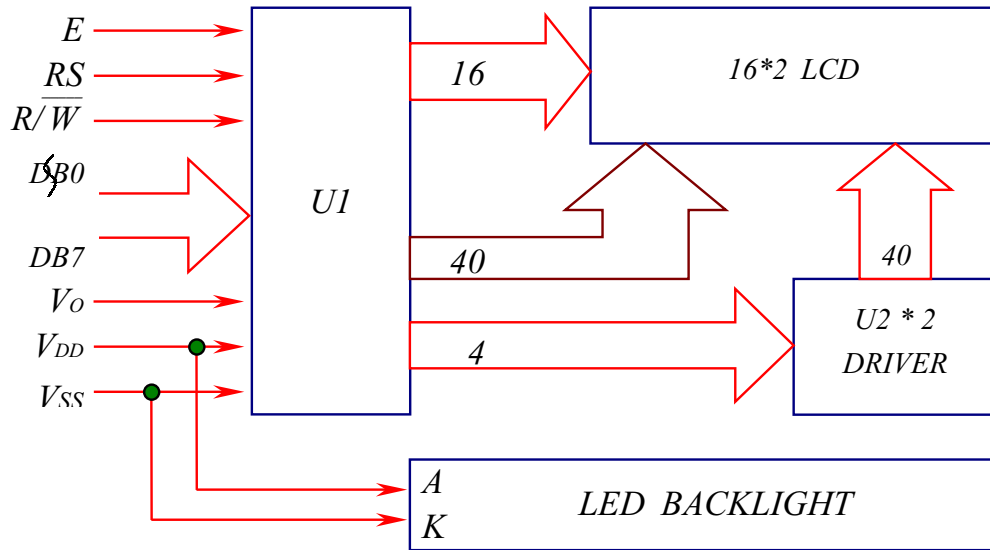 E
RS
R/W̅
DB0
DB7
VO
VDD
VSS
U1
16
40
4
16*2 LCD
40
U2 * 2
DRIVER
A
K
LED BACKLIGHT